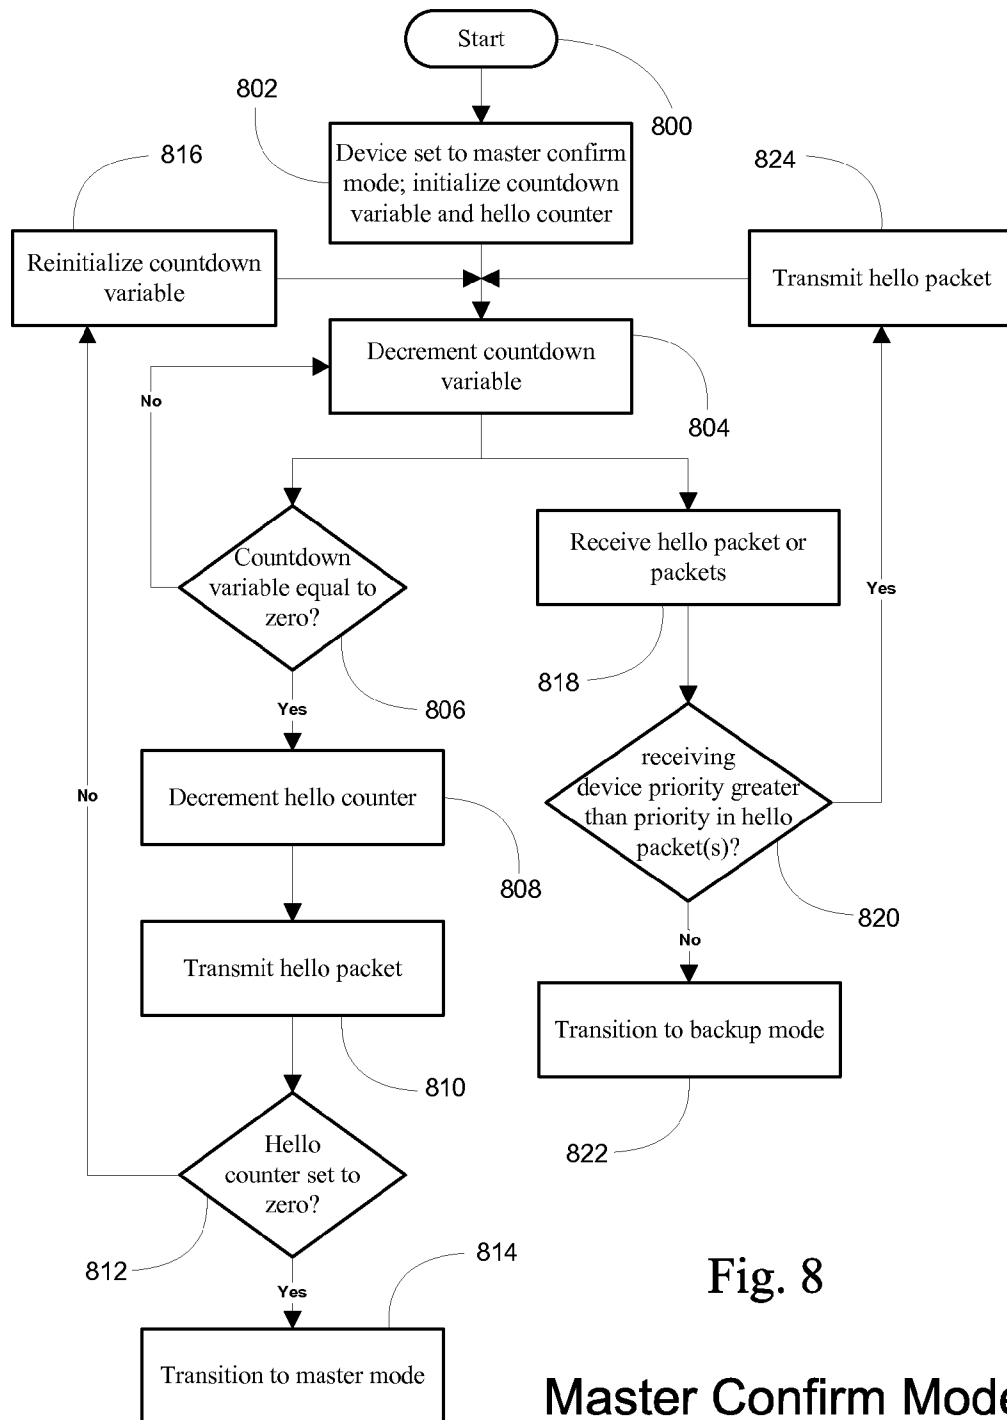 Start
800
802
Device set to master confirm
mode; initialize countdown
variable and hello counter
816
824
Reinitialize countdown
variable
Transmit hello packet
Decrement countdown
variable
804
No
Countdown
variable equal to
zero?
806
Receive hello packet or
packets
818
Yes
Yes
Decrement hello counter
808
No
receiving
device priority greater
than priority in hello
packet(s)?
820
No
Transmit hello packet
810
Transition to backup mode
822
Hello
counter set to
zero?
812
Yes
814
Transition to master mode
Fig. 8
Master Confirm Mode